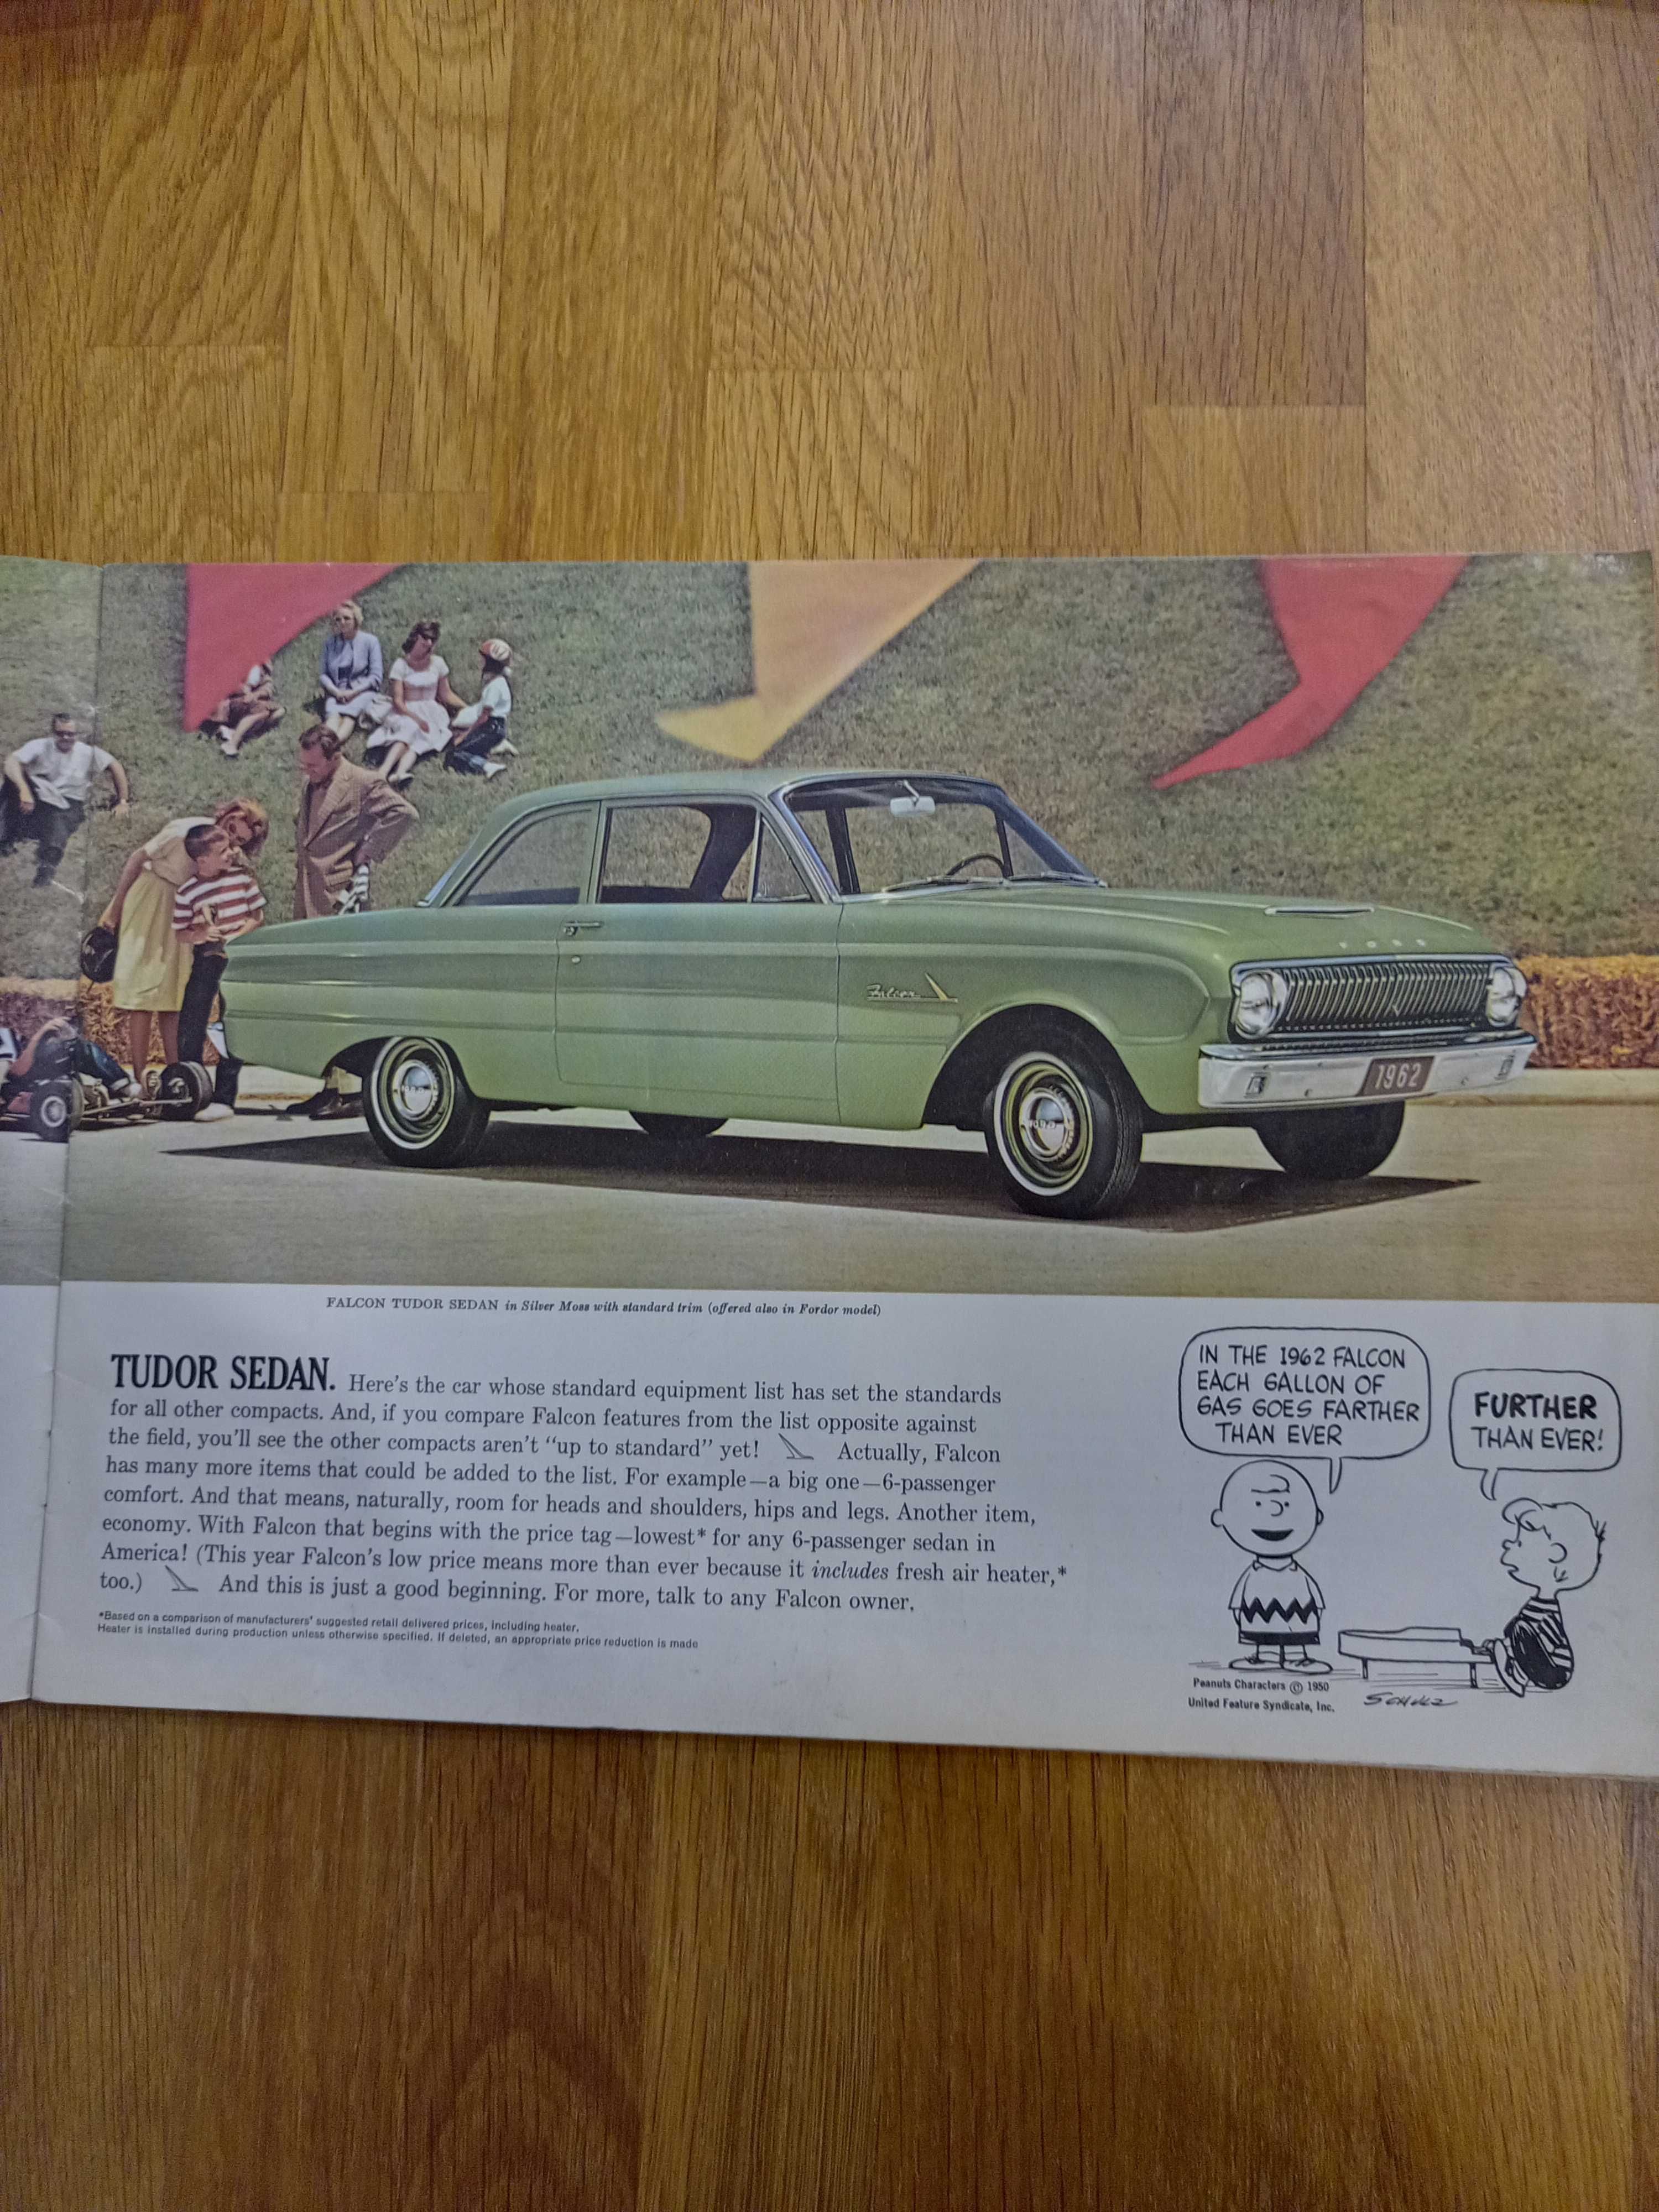 Falcon
FORD
1962
FORD
FALCON TUDOR SEDAN in Silver Moss with standard trim (offered also in Fordor model)
TUDOR SEDAN. Here's the car whose standard equipment list has set the standards
for all other compacts. And, if you compare Falcon features from the list opposite against
the field, you'll see the other compacts aren't "up to standard" yet! Actually, Falcon
has many more items that could be added to the list. For example—a big one—6-passenger
comfort. And that means, naturally, room for heads and shoulders, hips and legs. Another item,
economy. With Falcon that begins with the price tag—lowest* for any 6-passenger sedan in
America! (This year Falcon's low price means more than ever because it includes fresh air heater,*
too.) And this is just a good beginning. For more, talk to any Falcon owner.
*Based on a comparison of manufacturers' suggested retail delivered prices, including heater.
Heater is installed during production unless otherwise specified. If deleted, an appropriate price reduction is made
IN THE 1962 FALCON
EACH GALLON OF
GAS GOES FARTHER
THAN EVER
FURTHER
THAN EVER!
Peanuts Characters © 1950
United Feature Syndicate, Inc.
SCHULZ